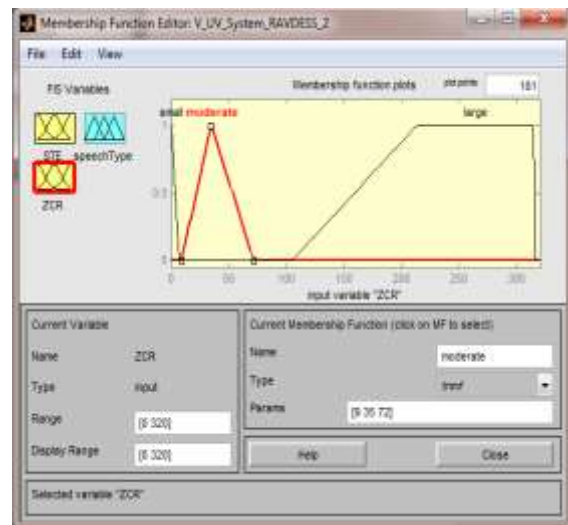 Membership Function Editor: V_UV_System_RAVDESS_2
File Edit View
FIS Variables
Membership function plots plot points: 181
STE speechType
ZCR
small moderate large
1
0.5
0
0 50 100 150 200 250 300
input variable "ZCR"
Current Variable
Name ZCR
Type input
Range [0 320]
Display Range [0 320]
Current Membership Function (click on MF to select)
Name moderate
Type trimf
Params [9 35 72]
Help Close
Selected variable "ZCR"